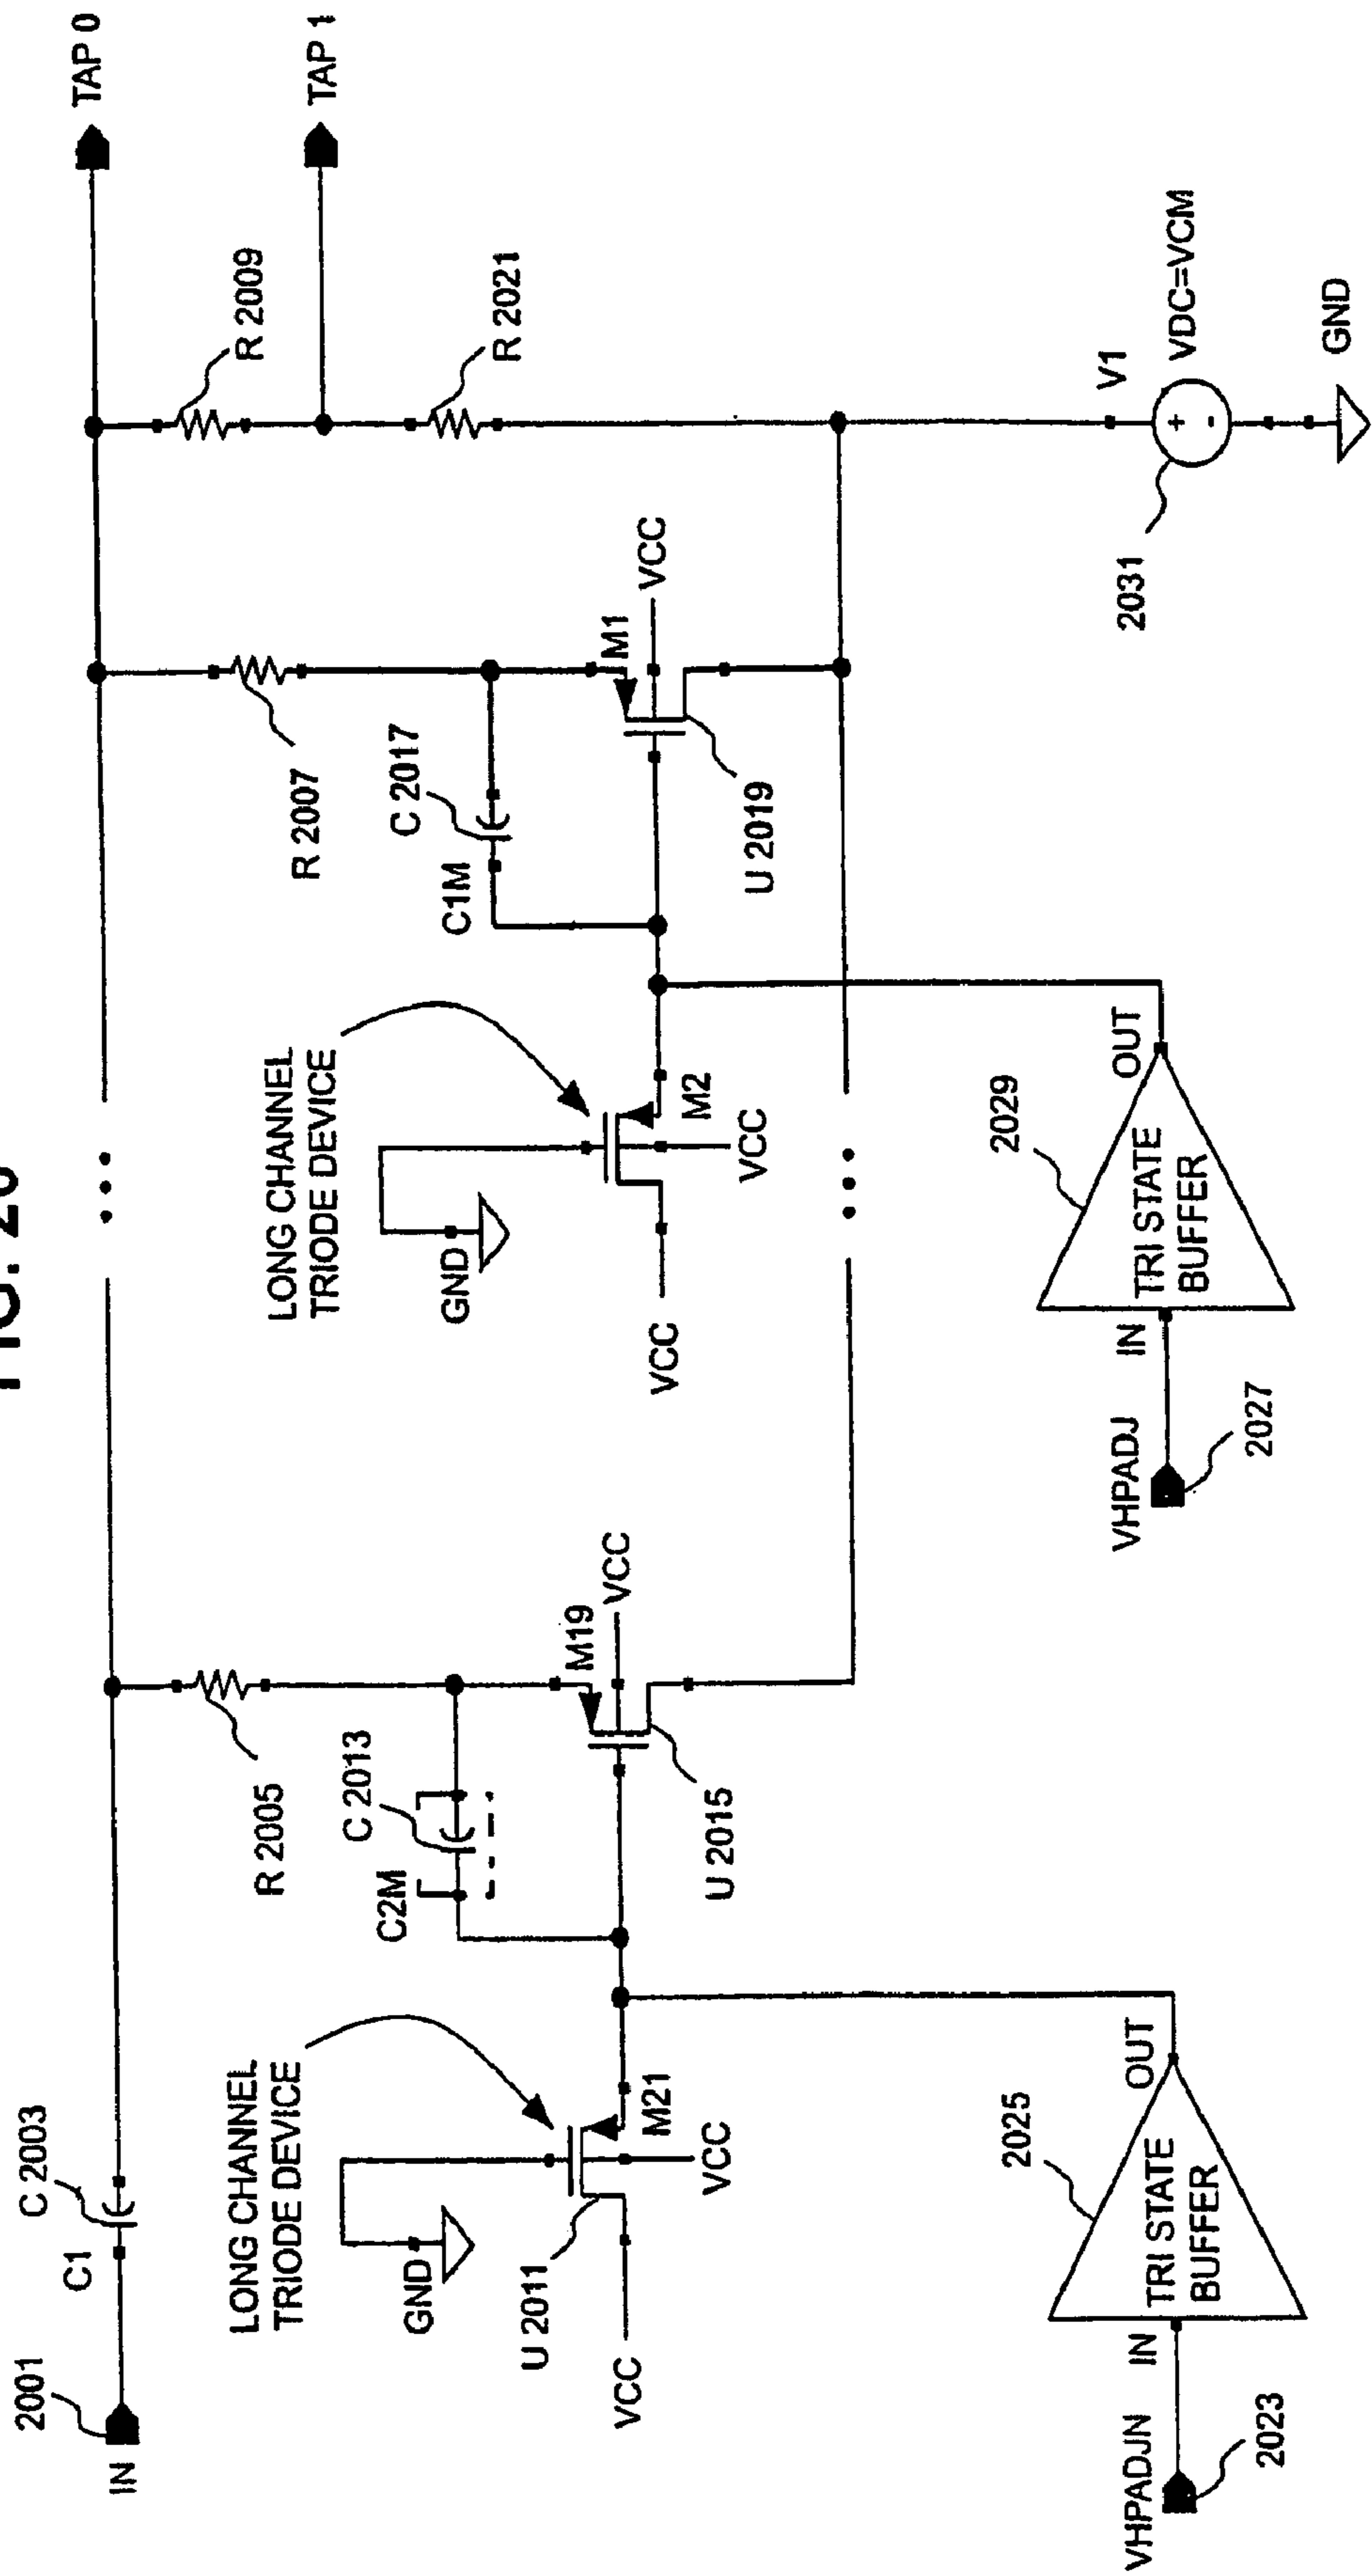 FIG. 20
2001
IN
C1
C 2003
TAP 0
TAP 1
R 2005
R 2007
R 2009
R 2021
LONG CHANNEL
TRIODE DEVICE
GND
U 2011
VCC
M21
VCC
C2M
C 2013
M19
VCC
U 2015
LONG CHANNEL
TRIODE DEVICE
GND
VCC
M2
VCC
C1M
C 2017
M1
VCC
U 2019
VHPADJN
2023
IN
TRI STATE
BUFFER
OUT
2025
VHPADJ
2027
IN
TRI STATE
BUFFER
OUT
2029
2031
V1
+
-
VDC=VCM
GND